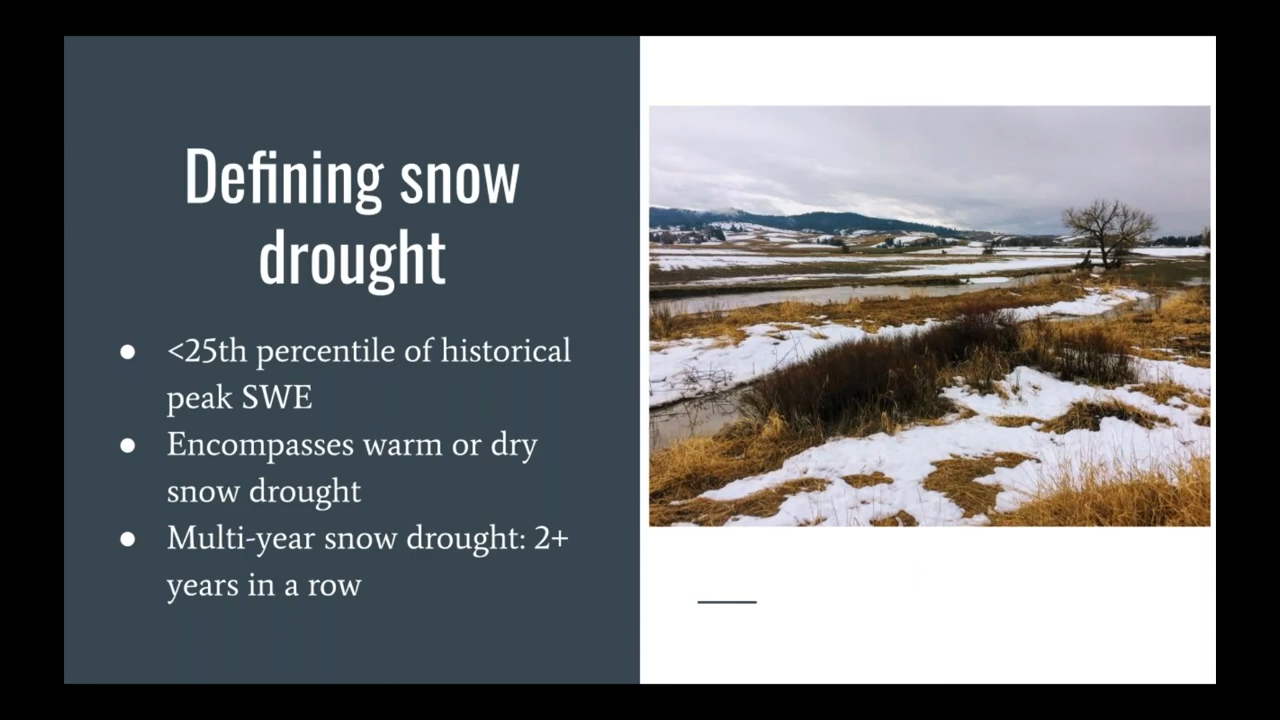 Defining snow
drought
● <25th percentile of historical
peak SWE
● Encompasses warm or dry
snow drought
● Multi-year snow drought: 2+
years in a row